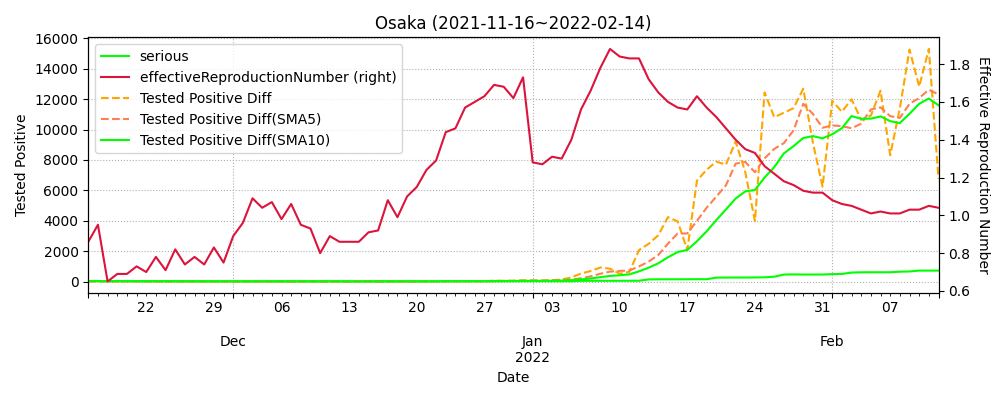 Osaka (2021-11-16~2022-02-14)
serious
effectiveReproductionNumber (right)
Tested Positive Diff
Tested Positive Diff(SMA5)
Tested Positive Diff(SMA10)
16000
14000
12000
10000
8000
6000
4000
2000
0
Tested Positive
1.8
1.6
1.4
1.2
1.0
0.8
0.6
Effective Reproduction Number
22 29 06 13 20 27 03 10 17 24 31 07
Dec Jan Feb
2022
Date